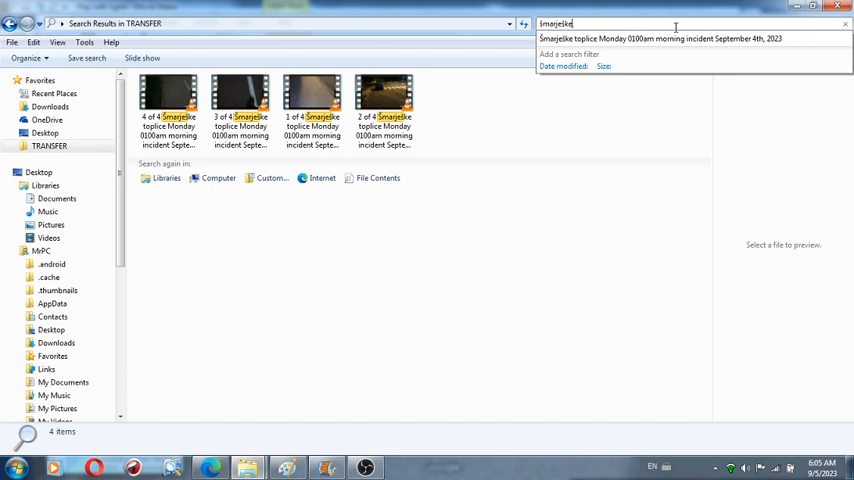 Search Results in TRANSFER
šmarješke
Šmarješke toplice Monday 0100am morning incident September 4th, 2023
Add a search filter
Date modified: Size:
File Edit View Tools Help
Organize Save search Slide show
Favorites
Recent Places
Downloads
OneDrive
Desktop
TRANSFER
Desktop
Libraries
Documents
Music
Pictures
Videos
MrPC
.android
.cache
.thumbnails
AppData
Contacts
Desktop
Downloads
Favorites
Links
My Documents
My Music
My Pictures
My Videos
4 of 4 Šmarješke
toplice Monday
0100am morning
incident Septe...
3 of 4 Šmarješke
toplice Monday
0100am morning
incident Septe...
1 of 4 Šmarješke
toplice Monday
0100am morning
incident Septe...
2 of 4 Šmarješke
toplice Monday
0100am morning
incident Septe...
Search again in:
Libraries Computer Custom... Internet File Contents
Select a file to preview.
4 items
EN
6:05 AM
9/5/2023